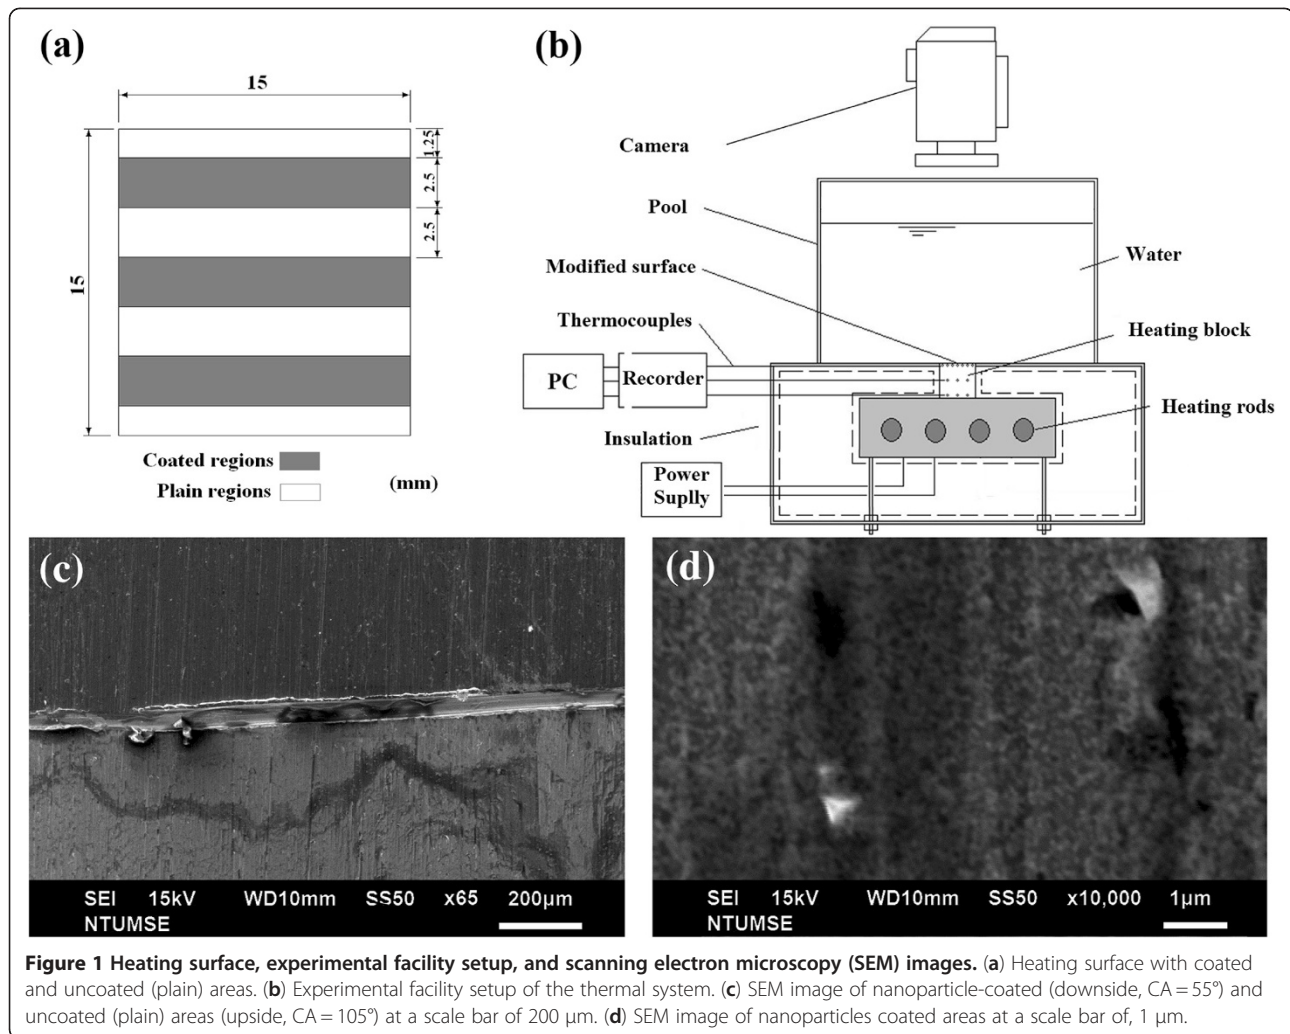 (a)
15
1.25
2.5
2.5
15
Coated regions
Plain regions
(mm)
(b)
Camera
Pool
Water
Modified surface
Thermocouples
Heating block
PC
Recorder
Heating rods
Insulation
Power
Suplly
(c)
SEI 15kV WD10mm SS50 x65 200μm
NTUMSE
(d)
SEI 15kV WD10mm SS50 x10,000 1μm
NTUMSE
Figure 1 Heating surface, experimental facility setup, and scanning electron microscopy (SEM) images. (a) Heating surface with coated
and uncoated (plain) areas. (b) Experimental facility setup of the thermal system. (c) SEM image of nanoparticle-coated (downside, CA = 55°) and
uncoated (plain) areas (upside, CA = 105°) at a scale bar of 200 μm. (d) SEM image of nanoparticles coated areas at a scale bar of, 1 μm.